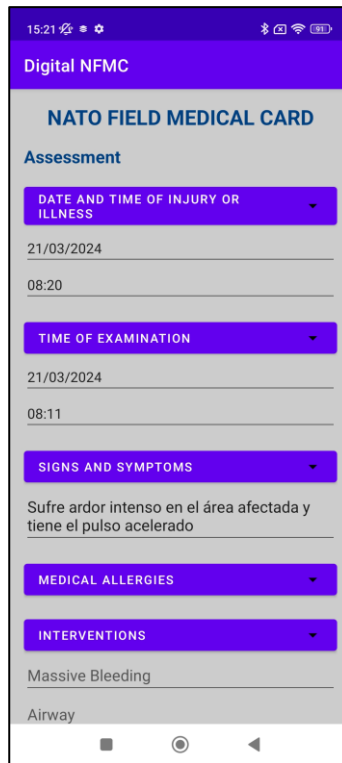 15:21
91
Digital NFMC
NATO FIELD MEDICAL CARD
Assessment
DATE AND TIME OF INJURY OR
ILLNESS
21/03/2024
08:20
TIME OF EXAMINATION
21/03/2024
08:11
SIGNS AND SYMPTOMS
Sufre ardor intenso en el área afectada y
tiene el pulso acelerado
MEDICAL ALLERGIES
INTERVENTIONS
Massive Bleeding
Airway